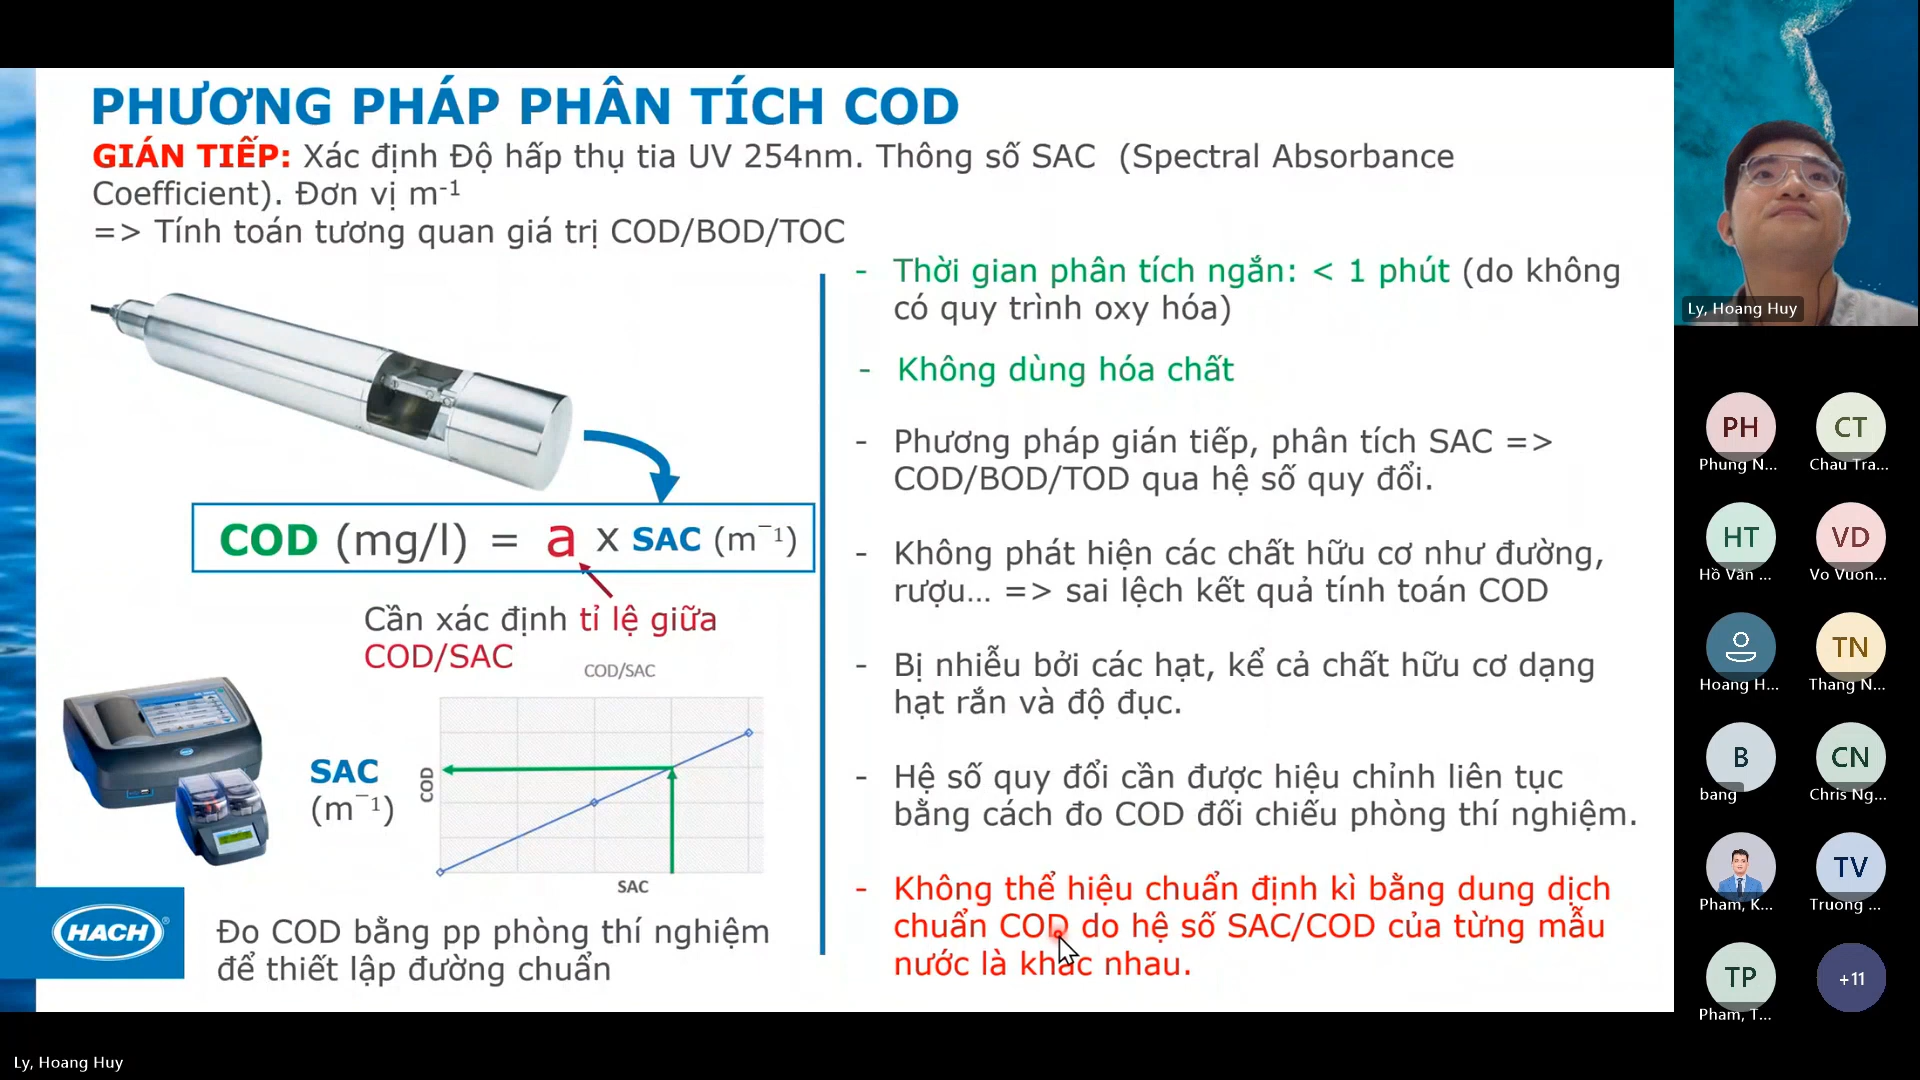 PHƯƠNG PHÁP PHÂN TÍCH COD
GIÁN TIẾP: Xác định Độ hấp thụ tia UV 254nm. Thông số SAC (Spectral Absorbance
Coefficient). Đơn vị m⁻¹
=> Tính toán tương quan giá trị COD/BOD/TOC
COD (mg/l) = a x SAC (m⁻¹)
Cần xác định tỉ lệ giữa
COD/SAC
COD/SAC
SAC
(m⁻¹)
COD
SAC
HACH®
Đo COD bằng pp phòng thí nghiệm
để thiết lập đường chuẩn
- Thời gian phân tích ngắn: < 1 phút (do không
có quy trình oxy hóa)
- Không dùng hóa chất
- Phương pháp gián tiếp, phân tích SAC =>
COD/BOD/TOD qua hệ số quy đổi.
- Không phát hiện các chất hữu cơ như đường,
rượu... => sai lệch kết quả tính toán COD
- Bị nhiễu bởi các hạt, kể cả chất hữu cơ dạng
hạt rắn và độ đục.
- Hệ số quy đổi cần được hiệu chỉnh liên tục
bằng cách đo COD đối chiếu phòng thí nghiệm.
- Không thể hiệu chuẩn định kì bằng dung dịch
chuẩn COD do hệ số SAC/COD của từng mẫu
nước là khác nhau.
Ly, Hoang Huy
PH
Phung N...
CT
Chau Tra...
HT
Hồ Văn ...
VD
Vo Vuon...
Hoang H...
TN
Thang N...
B
bang
CN
Chris Ng...
Pham, K...
TV
Truong ...
TP
Pham, T...
+11
Ly, Hoang Huy